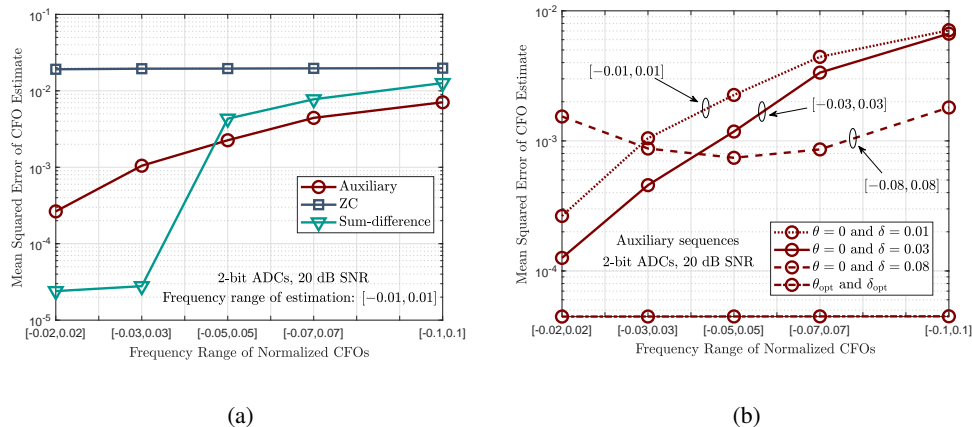 10^-1
10^-2
10^-3
10^-4
10^-5
Mean Squared Error of CFO Estimate
Auxiliary
ZC
Sum-difference
2-bit ADCs, 20 dB SNR
Frequency range of estimation: [−0.01, 0.01]
[-0.02,0.02] [-0.03,0.03] [-0.05,0.05] [-0.07,0.07] [-0.1,0.1]
Frequency Range of Normalized CFOs
(a)
10^-2
10^-3
10^-4
Mean Squared Error of CFO Estimate
[−0.01, 0.01]
[−0.03, 0.03]
[−0.08, 0.08]
Auxiliary sequences
2-bit ADCs, 20 dB SNR
θ = 0 and δ = 0.01
θ = 0 and δ = 0.03
θ = 0 and δ = 0.08
θopt and δopt
[-0.02,0.02] [-0.03,0.03] [-0.05,0.05] [-0.07,0.07] [-0.1,0.1]
Frequency Range of Normalized CFOs
(b)